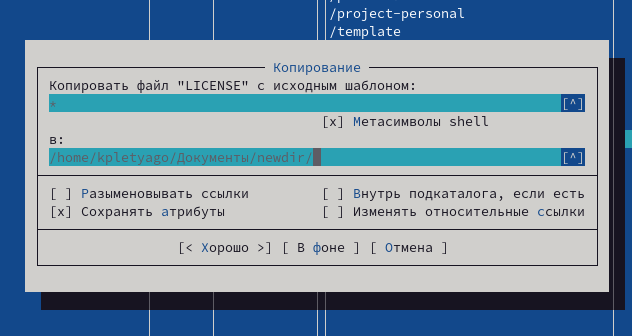 /project-personal
/template
Копирование
Копировать файл "LICENSE" с исходным шаблоном:
* [^]
[x] Метасимволы shell
в:
/home/kpletyago/Документы/newdir/ [^]
[ ] Разыменовывать ссылки [ ] Внутрь подкаталога, если есть
[x] Сохранять атрибуты [ ] Изменять относительные ссылки
[< Хорошо >] [ В фоне ] [ Отмена ]